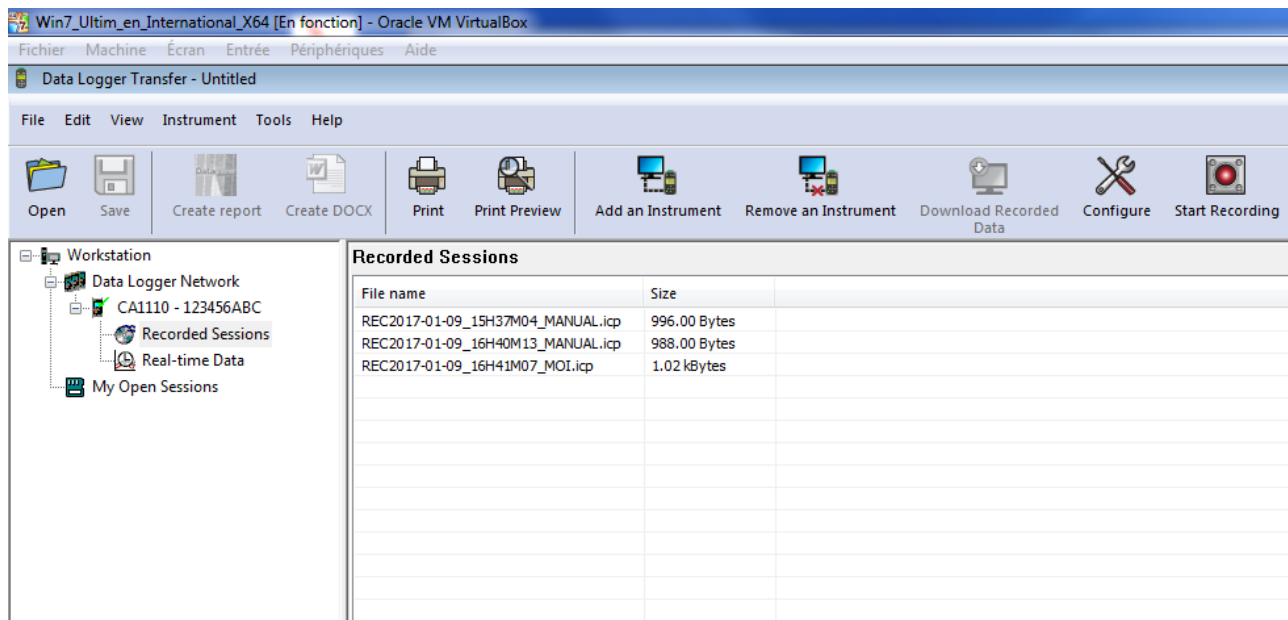 Win7_Ultim_en_International_X64 [En fonction] - Oracle VM VirtualBox
Fichier Machine Écran Entrée Périphériques Aide
Data Logger Transfer - Untitled
File Edit View Instrument Tools Help
Open Save Create report Create DOCX Print Print Preview Add an Instrument Remove an Instrument Download Recorded Data Configure Start Recording
Workstation
Data Logger Network
CA1110 - 123456ABC
Recorded Sessions
Real-time Data
My Open Sessions
Recorded Sessions
File name Size
REC2017-01-09_15H37M04_MANUAL.icp 996.00 Bytes
REC2017-01-09_16H40M13_MANUAL.icp 988.00 Bytes
REC2017-01-09_16H41M07_MOI.icp 1.02 kBytes